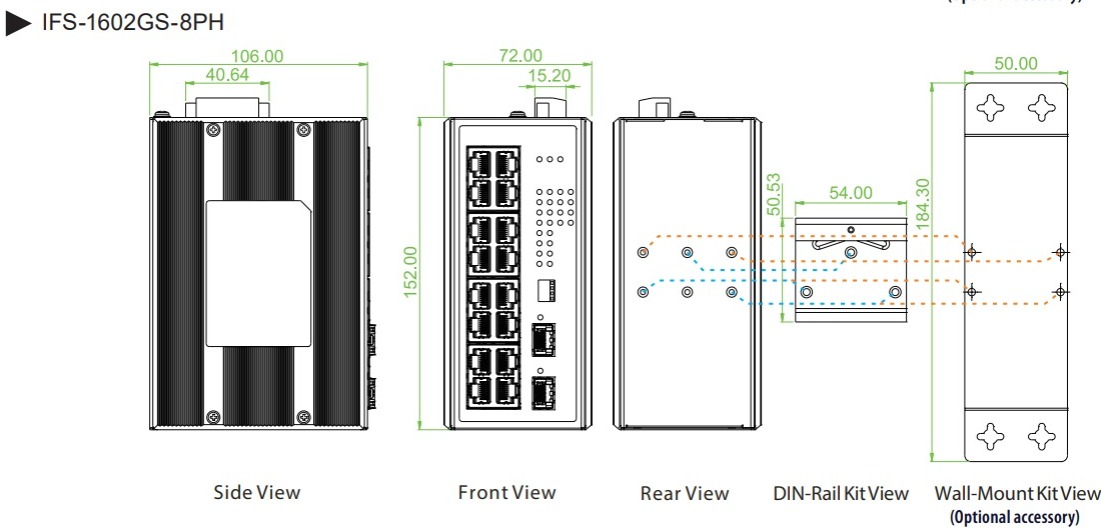 ▶ IFS-1602GS-8PH
106.00
40.64
72.00
15.20
50.00
152.00
50.53
54.00
184.30
Side View
Front View
Rear View
DIN-Rail Kit View
Wall-Mount Kit View
(Optional accessory)